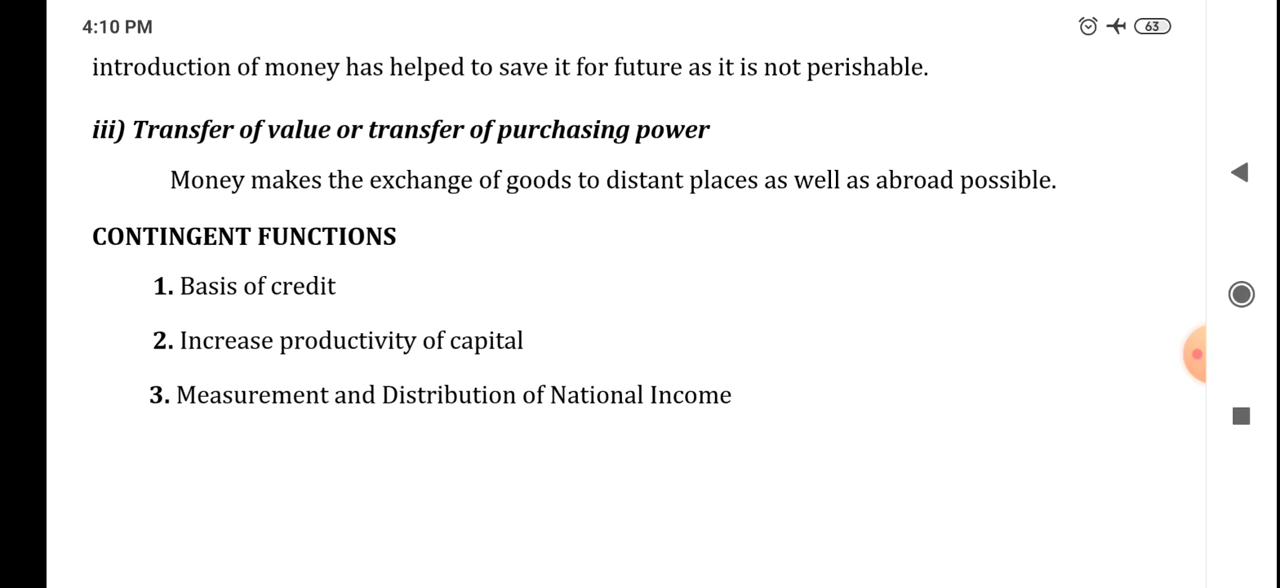 4:10 PM 63
introduction of money has helped to save it for future as it is not perishable.
iii) Transfer of value or transfer of purchasing power
Money makes the exchange of goods to distant places as well as abroad possible.
CONTINGENT FUNCTIONS
1. Basis of credit
2. Increase productivity of capital
3. Measurement and Distribution of National Income